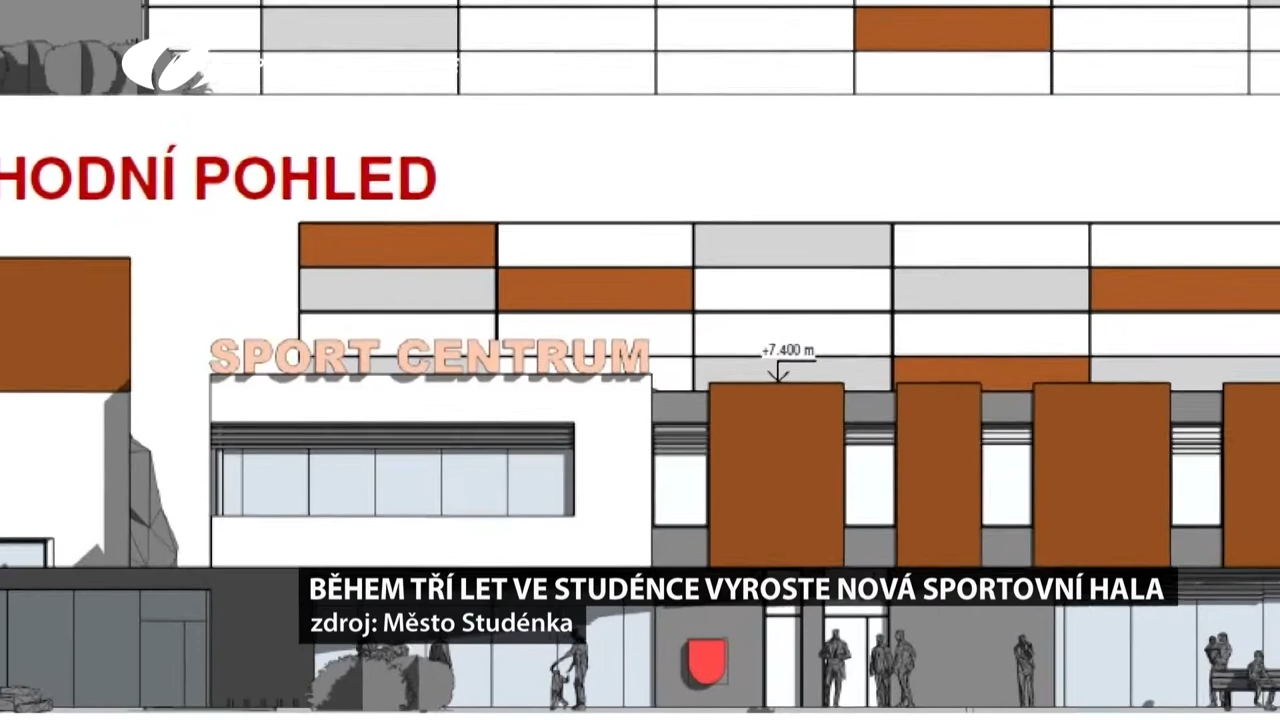 HODNÍ POHLED
SPORT CENTRUM
+7.400 m
BĚHEM TŘÍ LET VE STUDÉNCE VYROSTE NOVÁ SPORTOVNÍ HALA
zdroj: Město Studénka